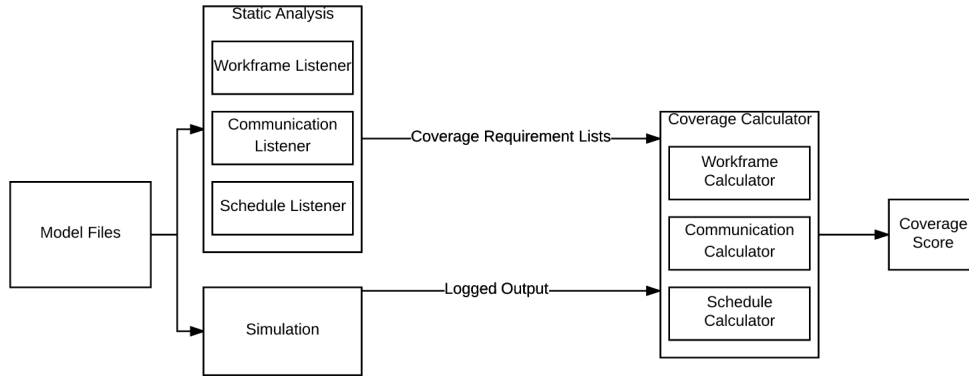 Static Analysis
Workframe Listener
Communication
Listener
Schedule Listener
Model Files
Simulation
Coverage Requirement Lists
Logged Output
Coverage Calculator
Workframe
Calculator
Communication
Calculator
Schedule
Calculator
Coverage
Score